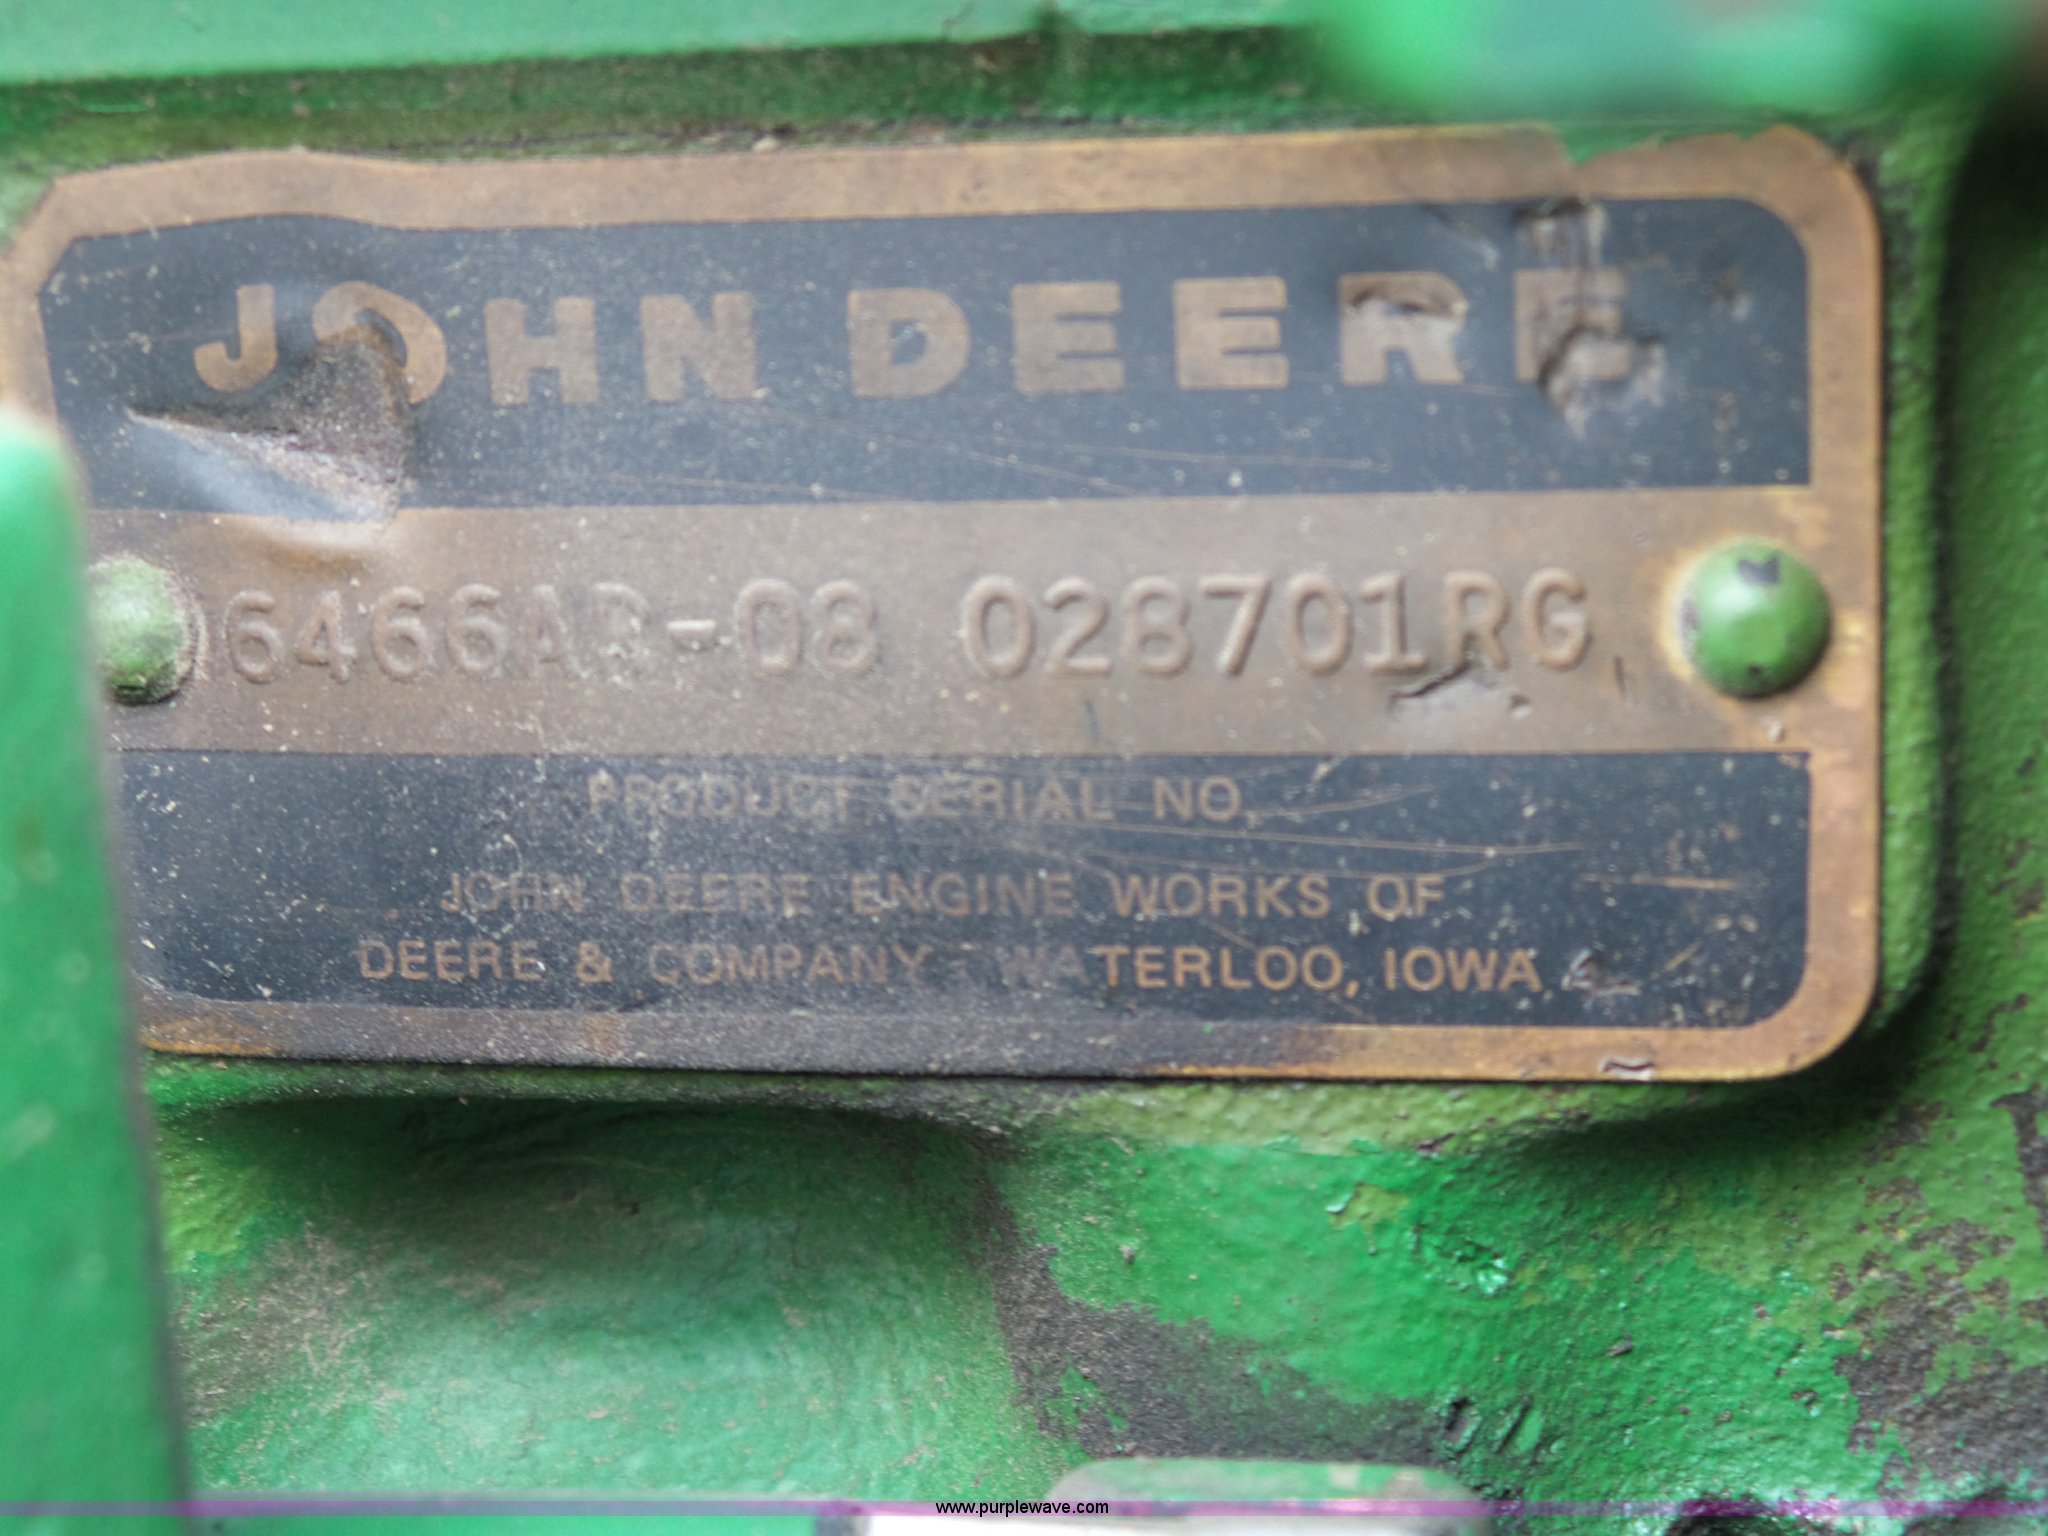 JOHN DEERE
6466AR-08 028701RG
PRODUCT SERIAL NO.
JOHN DEERE ENGINE WORKS OF
DEERE & COMPANY WATERLOO, IOWA
www.purplewave.com